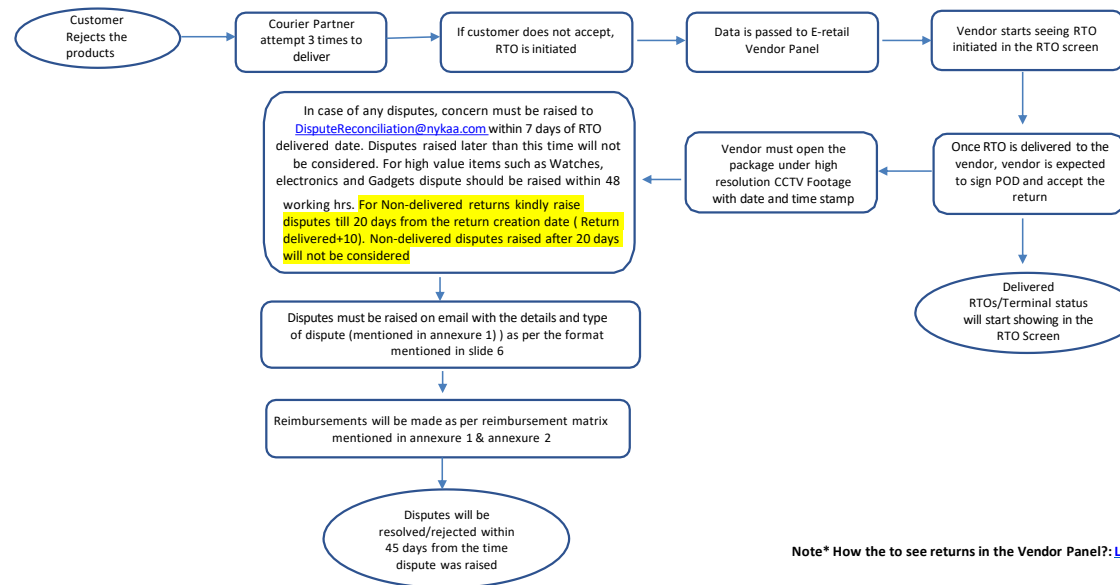 Customer
Rejects the
products
Courier Partner
attempt 3 times to
deliver
If customer does not accept,
RTO is initiated
Data is passed to E-retail
Vendor Panel
Vendor starts seeing RTO
initiated in the RTO screen
Once RTO is delivered to the
vendor, vendor is expected
to sign POD and accept the
return
Delivered
RTOs/Terminal status
will start showing in the
RTO Screen
Vendor must open the
package under high
resolution CCTV Footage
with date and time stamp
In case of any disputes, concern must be raised to
DisputeReconciliation@nykaa.com within 7 days of RTO
delivered date. Disputes raised later than this time will not
be considered. For high value items such as Watches,
electronics and Gadgets dispute should be raised within 48
working hrs. For Non-delivered returns kindly raise
disputes till 20 days from the return creation date ( Return
delivered+10). Non-delivered disputes raised after 20 days
will not be considered
Disputes must be raised on email with the details and type
of dispute (mentioned in annexure 1) ) as per the format
mentioned in slide 6
Reimbursements will be made as per reimbursement matrix
mentioned in annexure 1 & annexure 2
Disputes will be
resolved/rejected within
45 days from the time
dispute was raised
Note* How the to see returns in the Vendor Panel?: